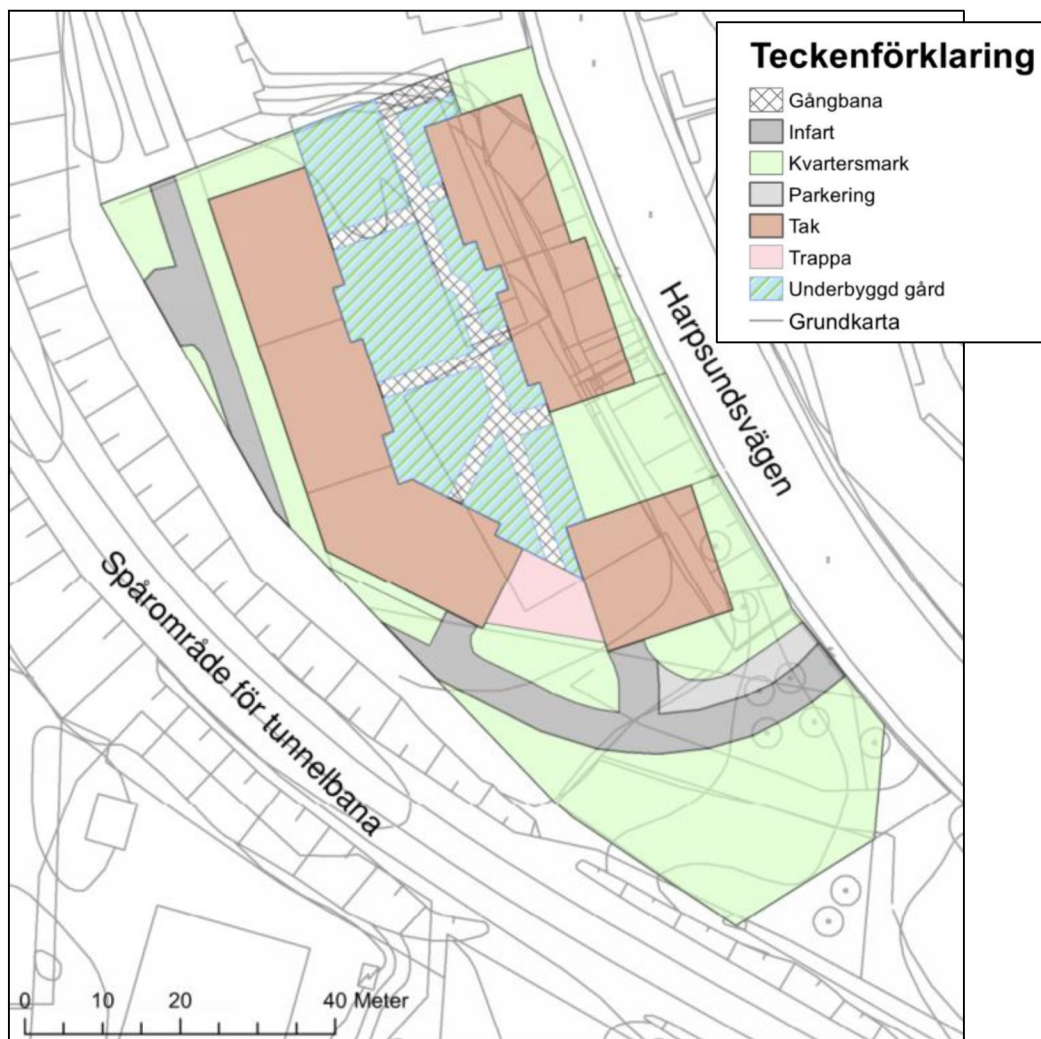 Teckenförklaring
Gångbana
Infart
Kvartersmark
Parkering
Tak
Trappa
Underbyggd gård
Grundkarta
Harpsundsvägen
Spårområde för tunnelbana
0 10 20 40 Meter